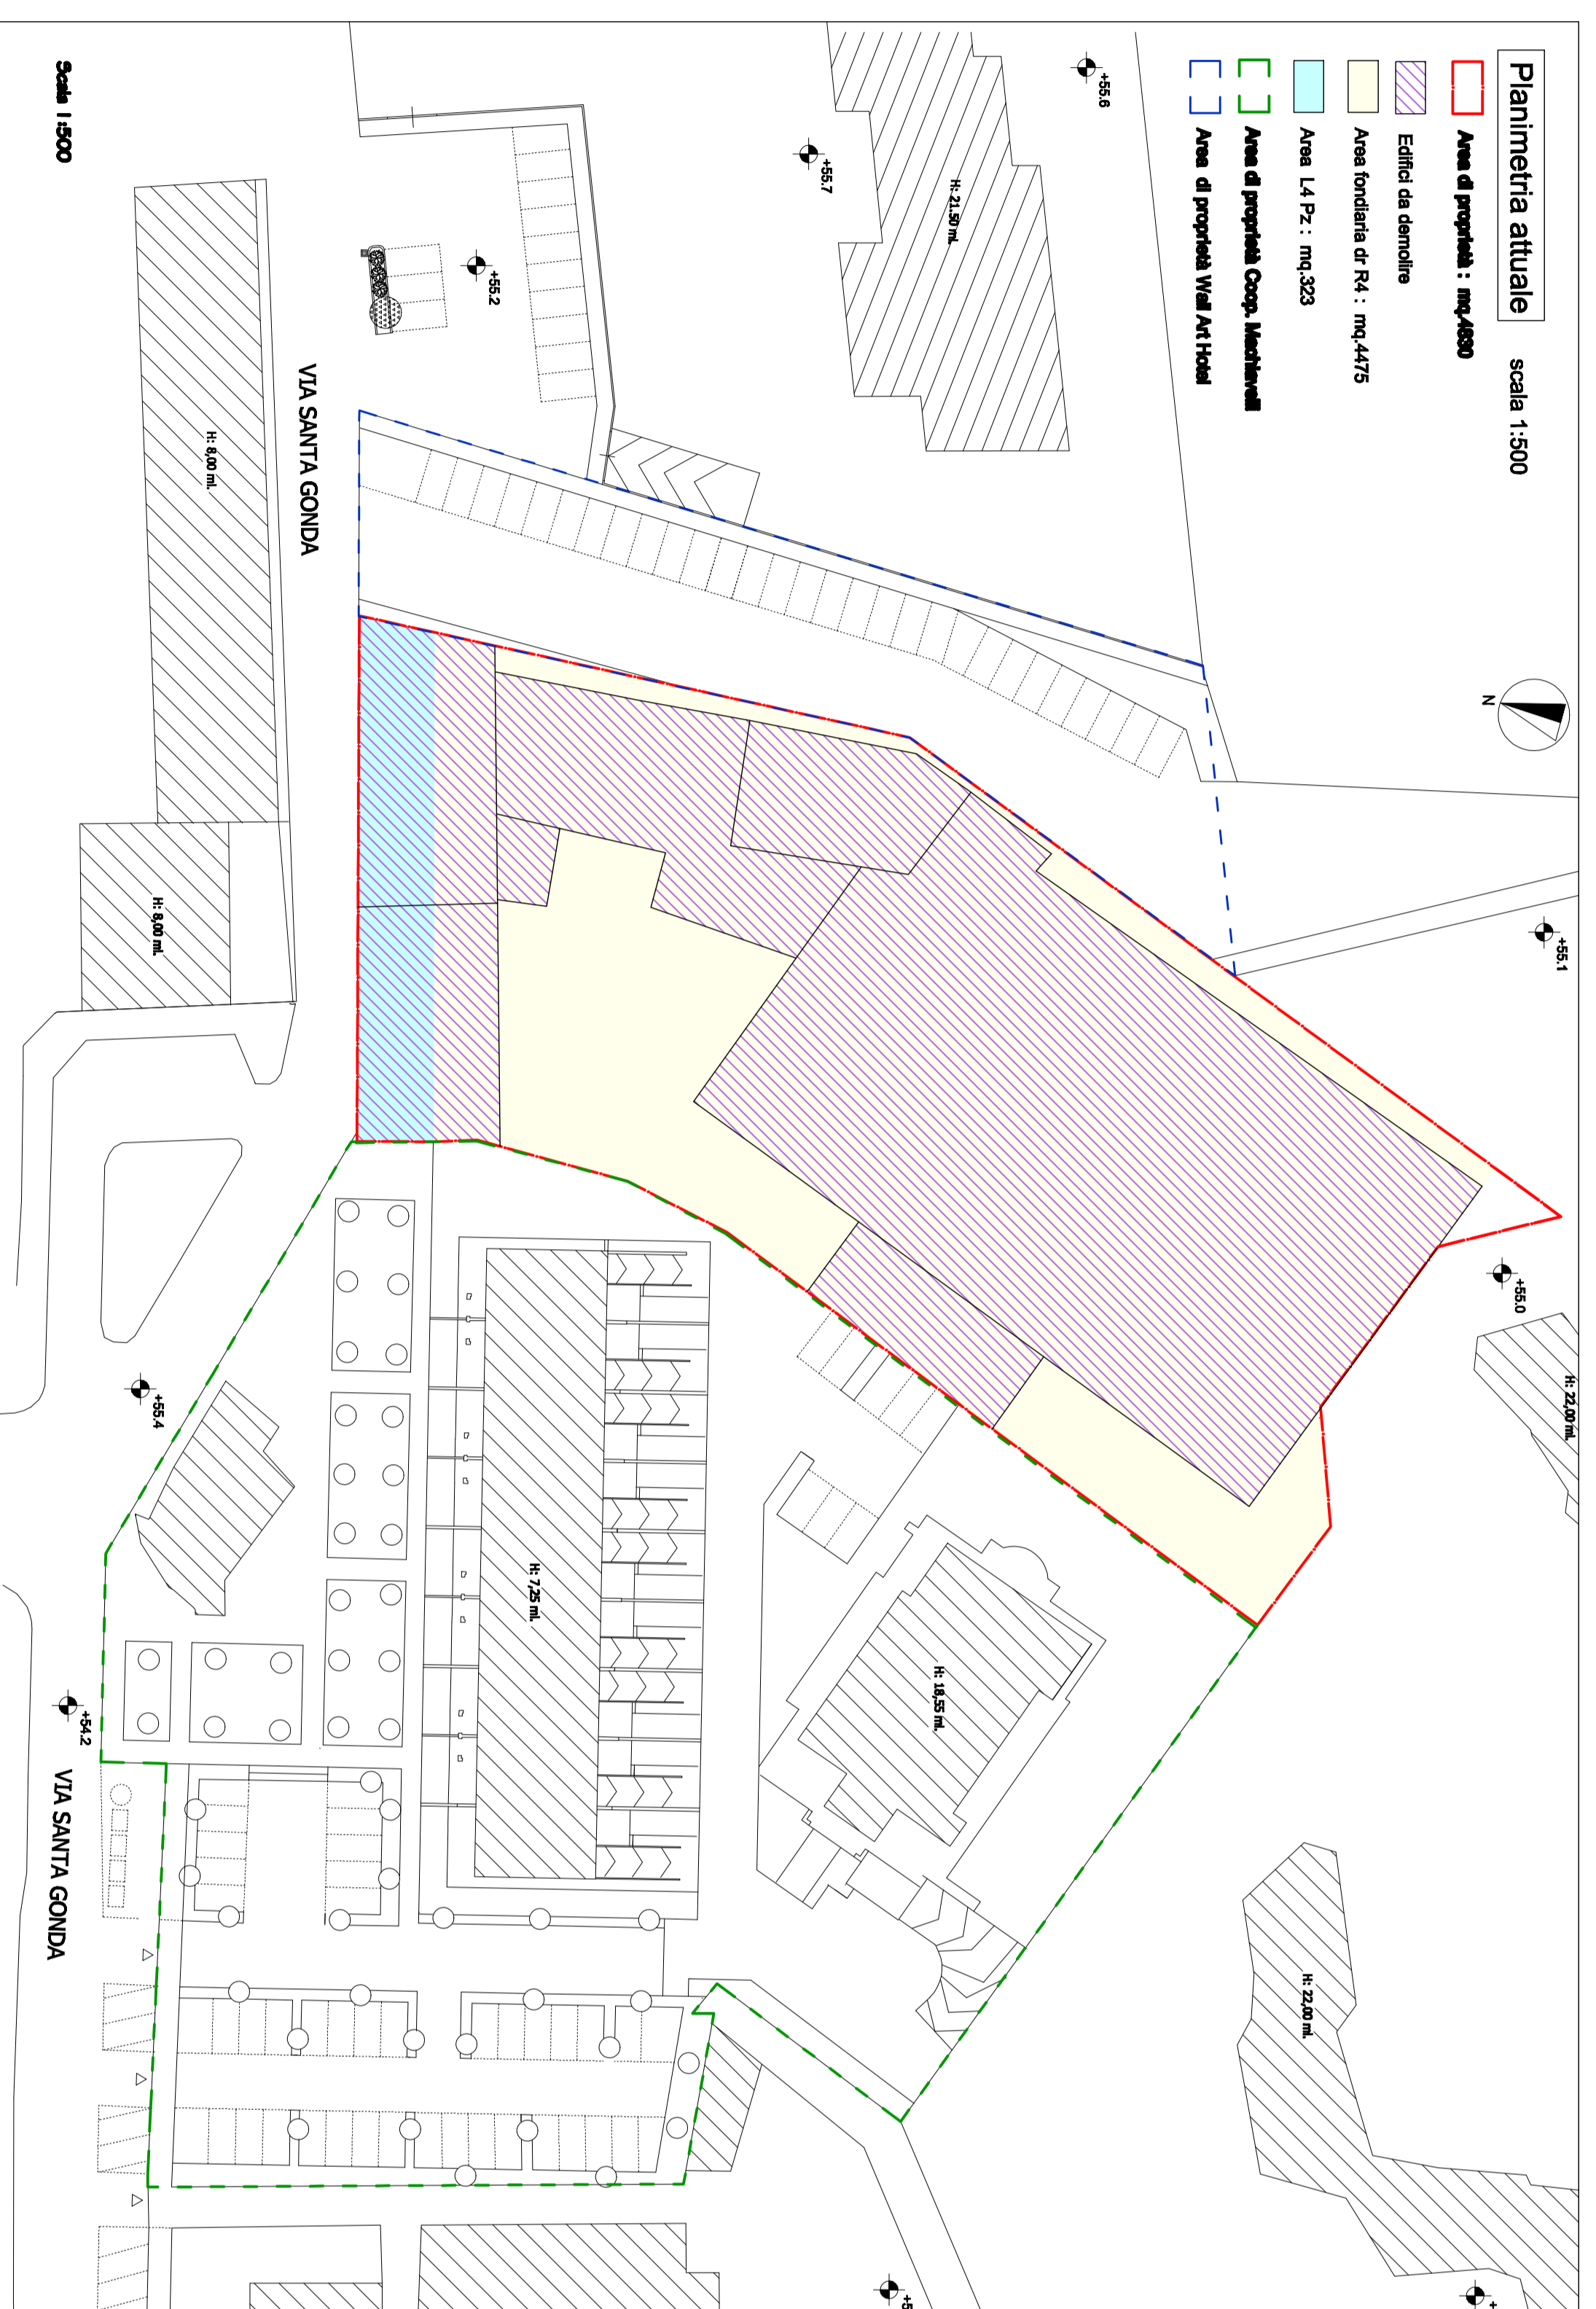 Planimetria attuale scala 1:500
Area di proprietà : mq.4830
Edifici da demolire
Area fondiaria dr R4 : mq.4475
Area L4 Pz : mq.323
Area di proprietà Coop. Machiavelli
Area di proprietà Wall Art Hotel
N
+55.6
+55.7
H: 21.50 ml.
+55.2
+55.1
+55.0
H: 22,00 ml.
VIA SANTA GONDA
H: 8,00 ml.
H: 8,00 ml.
Scala 1:500
+55.4
H: 7,25 ml.
H: 18,55 ml.
H: 22,00 ml.
+54.2
VIA SANTA GONDA